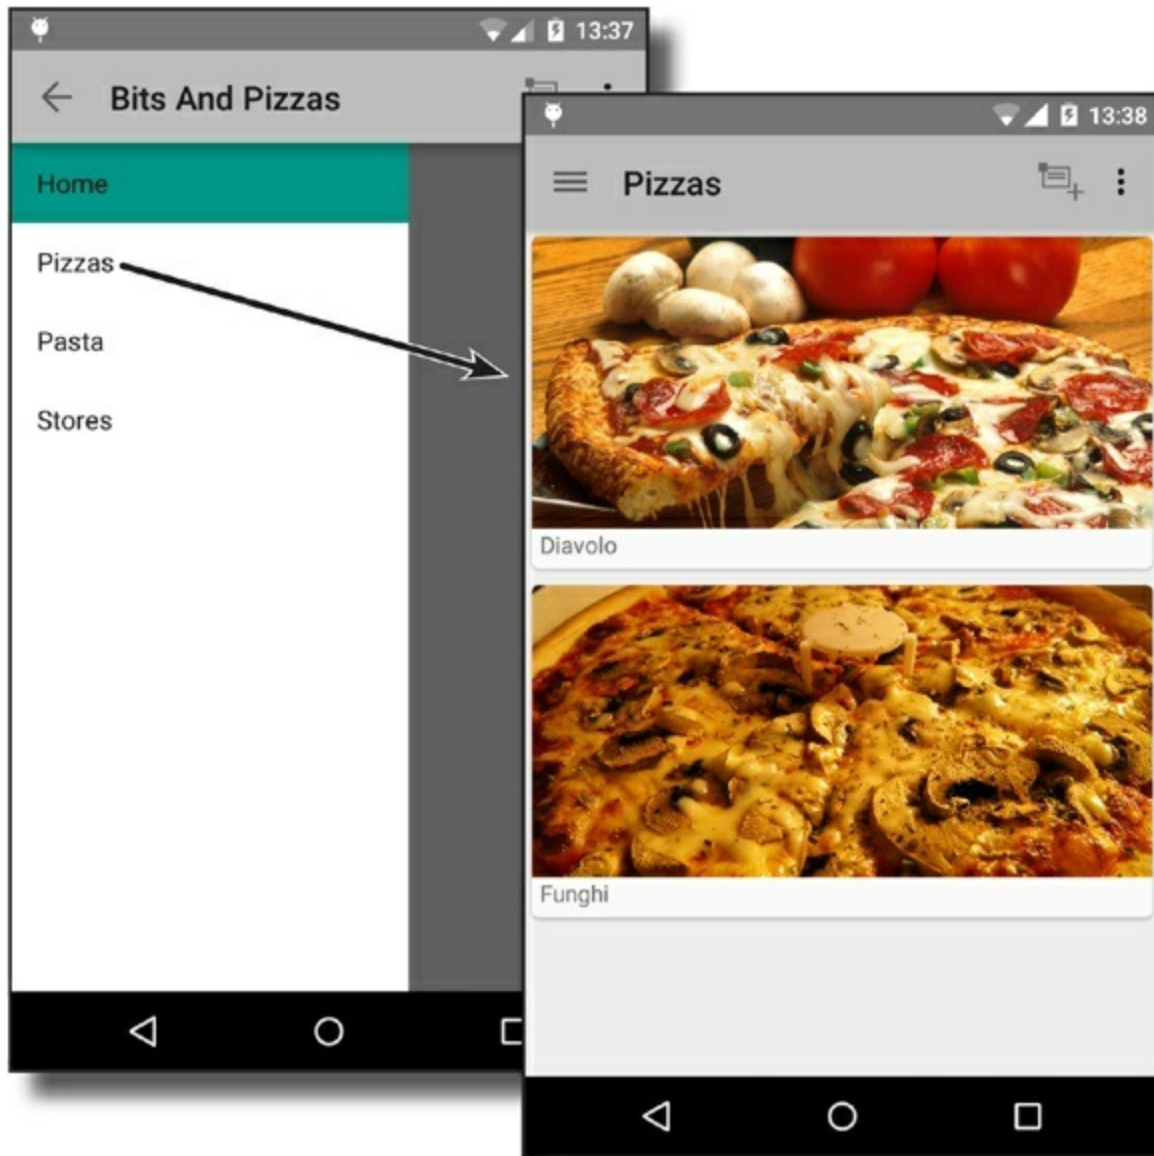 13:37
Bits And Pizzas
Home
Pizzas
Pasta
Stores
13:38
Pizzas
Diavolo
Funghi